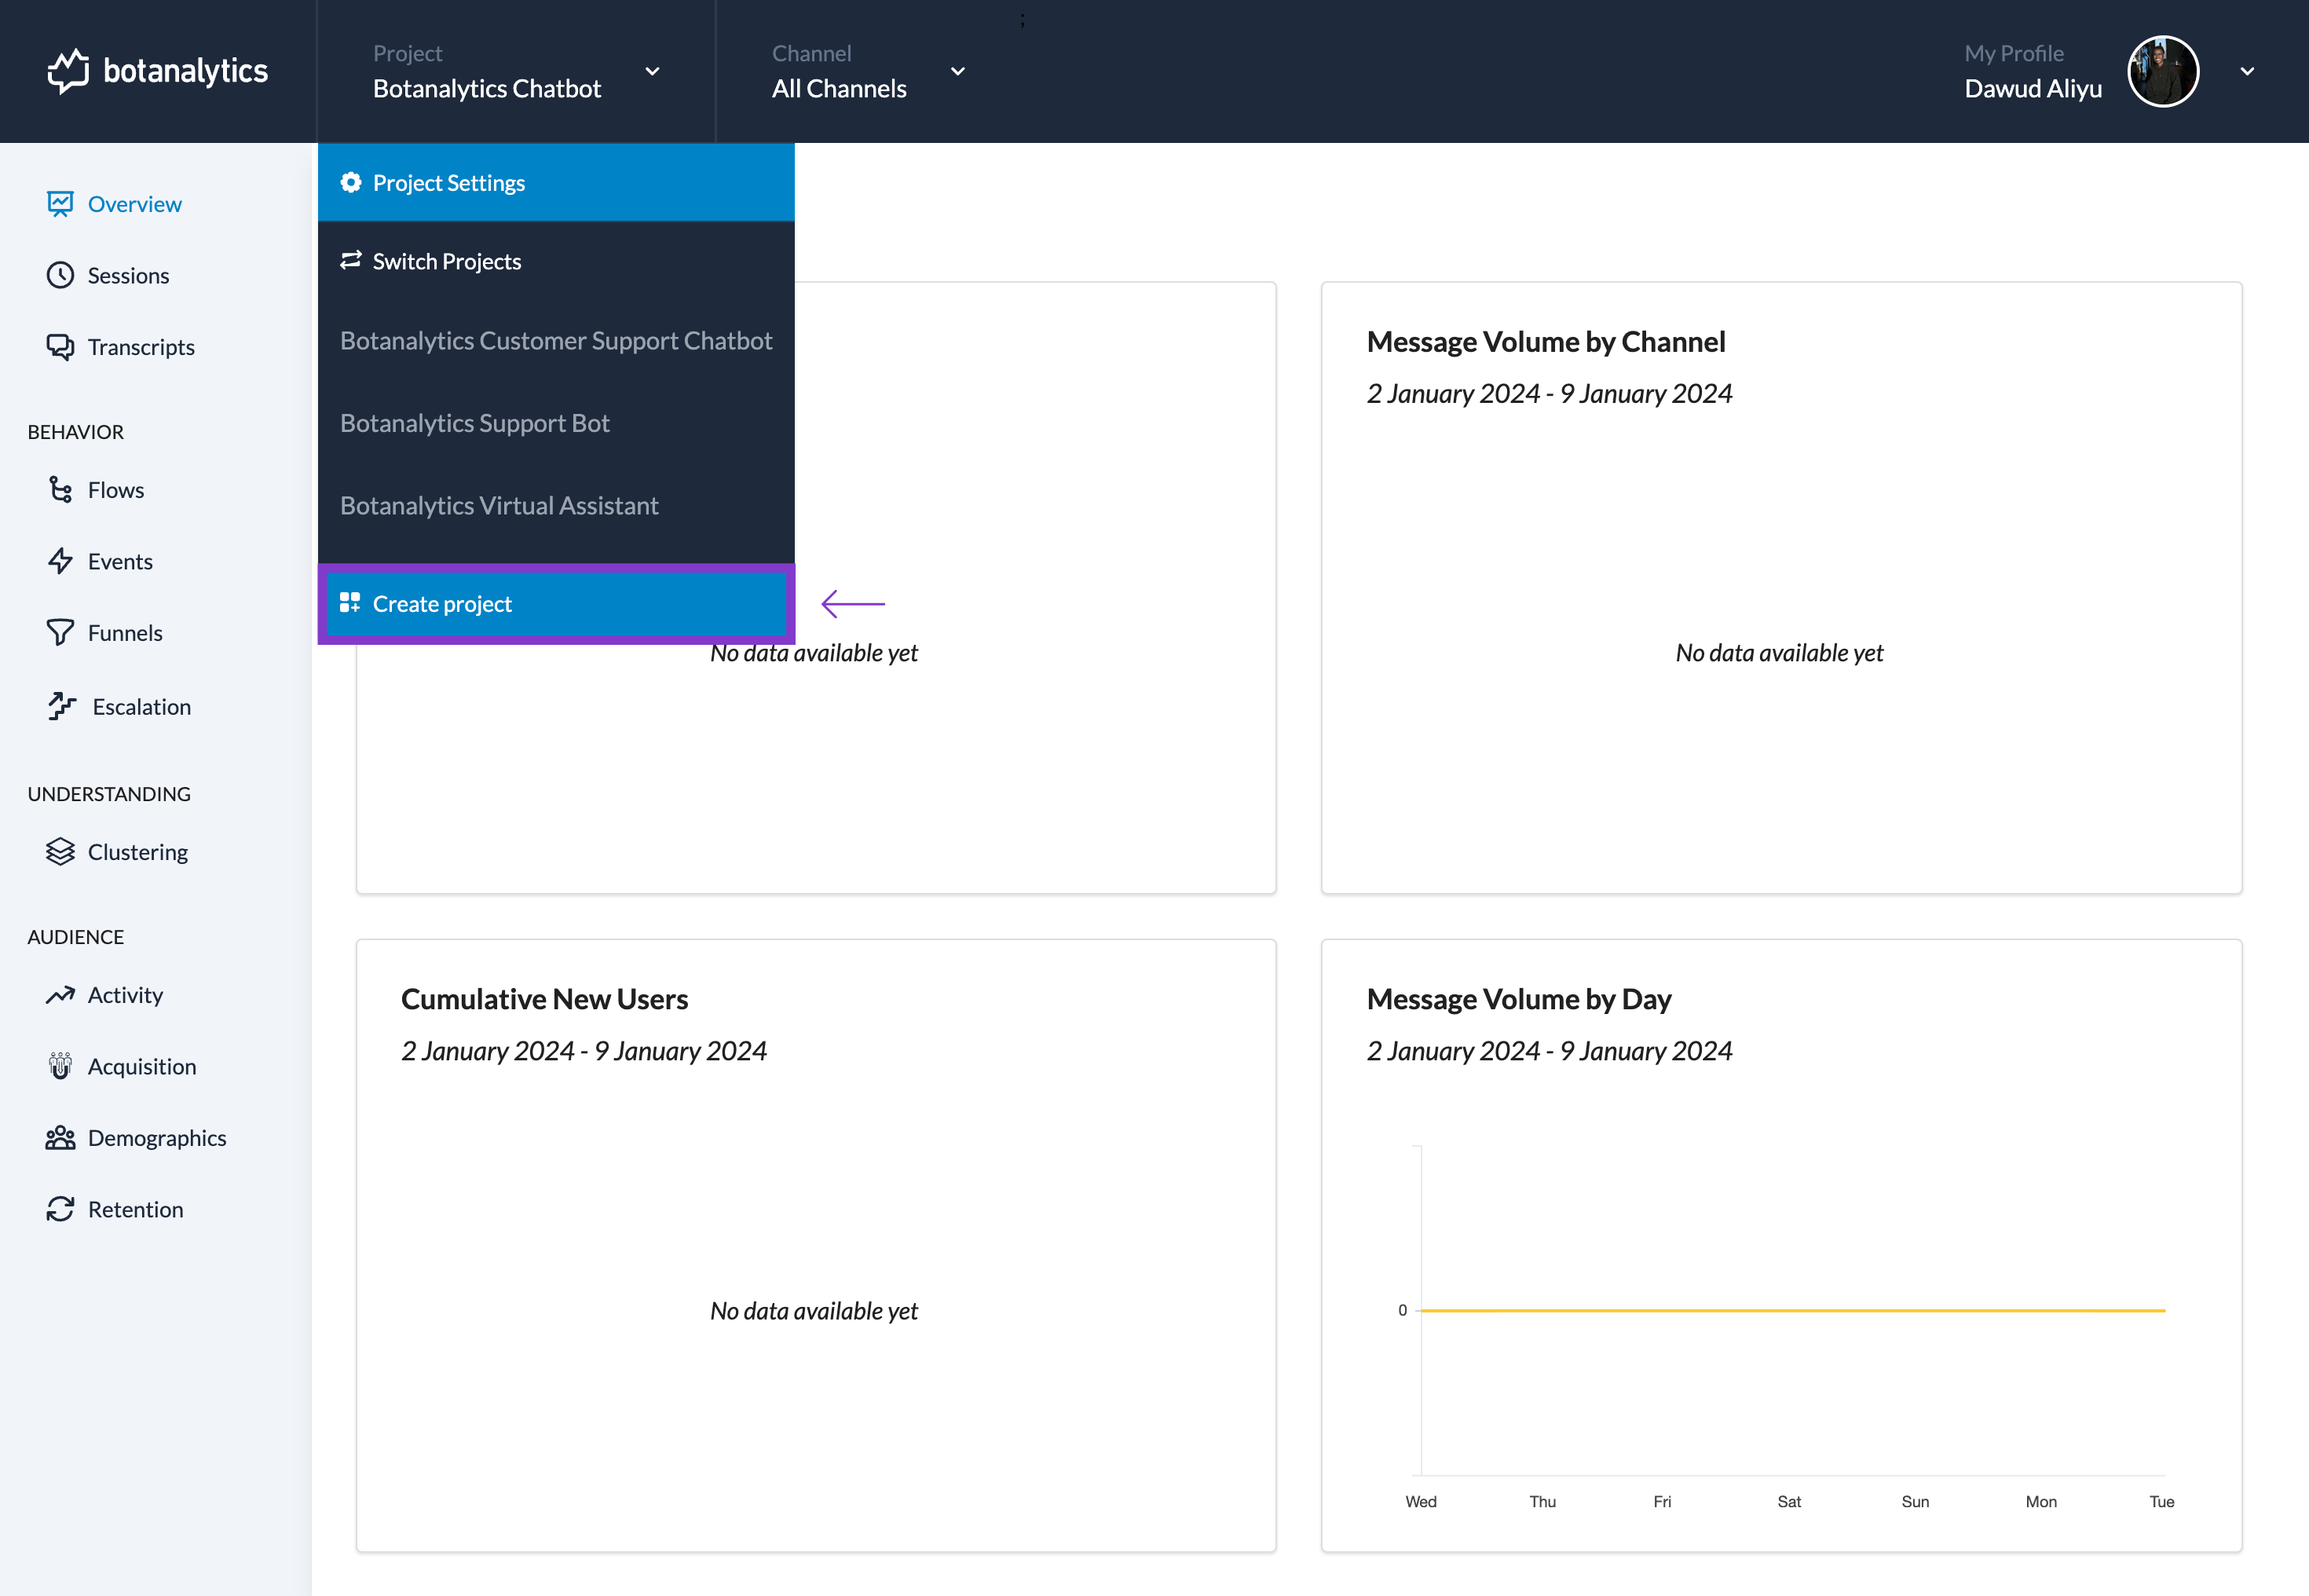 ;
botanalytics
Project
Botanalytics Chatbot
Channel
All Channels
My Profile
Dawud Aliyu
Overview
Sessions
Transcripts
BEHAVIOR
Flows
Events
Funnels
Escalation
UNDERSTANDING
Clustering
AUDIENCE
Activity
Acquisition
Demographics
Retention
Project Settings
Switch Projects
Botanalytics Customer Support Chatbot
Botanalytics Support Bot
Botanalytics Virtual Assistant
Create project
No data available yet
Message Volume by Channel
2 January 2024 - 9 January 2024
No data available yet
Cumulative New Users
2 January 2024 - 9 January 2024
No data available yet
Message Volume by Day
2 January 2024 - 9 January 2024
0
Wed Thu Fri Sat Sun Mon Tue